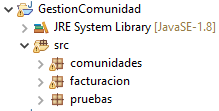 GestionComunidad
JRE System Library [JavaSE-1.8]
src
comunidades
facturacion
pruebas